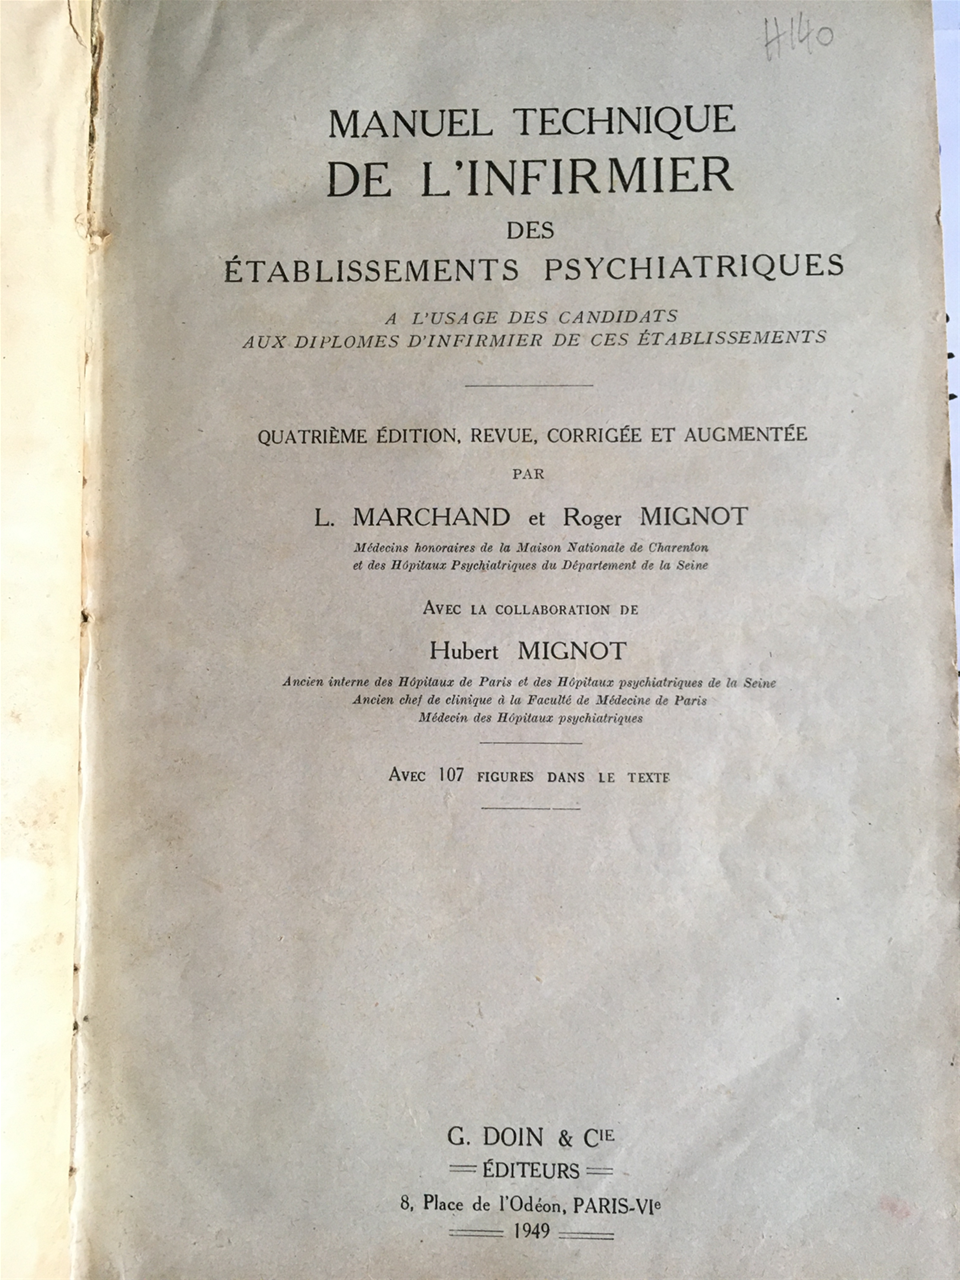 H140
MANUEL TECHNIQUE
DE L'INFIRMIER
DES
ÉTABLISSEMENTS PSYCHIATRIQUES
A L'USAGE DES CANDIDATS
AUX DIPLOMES D'INFIRMIER DE CES ÉTABLISSEMENTS
QUATRIÈME ÉDITION, REVUE, CORRIGÉE ET AUGMENTÉE
PAR
L. MARCHAND et Roger MIGNOT
Médecins honoraires de la Maison Nationale de Charenton
et des Hôpitaux Psychiatriques du Département de la Seine
AVEC LA COLLABORATION DE
Hubert MIGNOT
Ancien interne des Hôpitaux de Paris et des Hôpitaux psychiatriques de la Seine
Ancien chef de clinique à la Faculté de Médecine de Paris
Médecin des Hôpitaux psychiatriques
AVEC 107 FIGURES DANS LE TEXTE
G. DOIN & CIE
ÉDITEURS
8, Place de l'Odéon, PARIS-VIe
1949